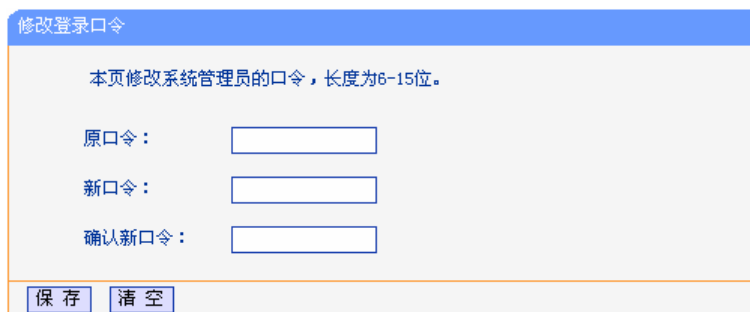 修改登录口令
本页修改系统管理员的口令，长度为6-15位。
原口令：
新口令：
确认新口令：
保 存 清 空